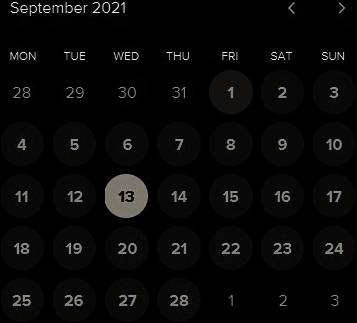 September 2021
MON TUE WED THU FRI SAT SUN
28 29 30 31 1 2 3
4 5 6 7 8 9 10
11 12 13 14 15 16 17
18 19 20 21 22 23 24
25 26 27 28 1 2 3